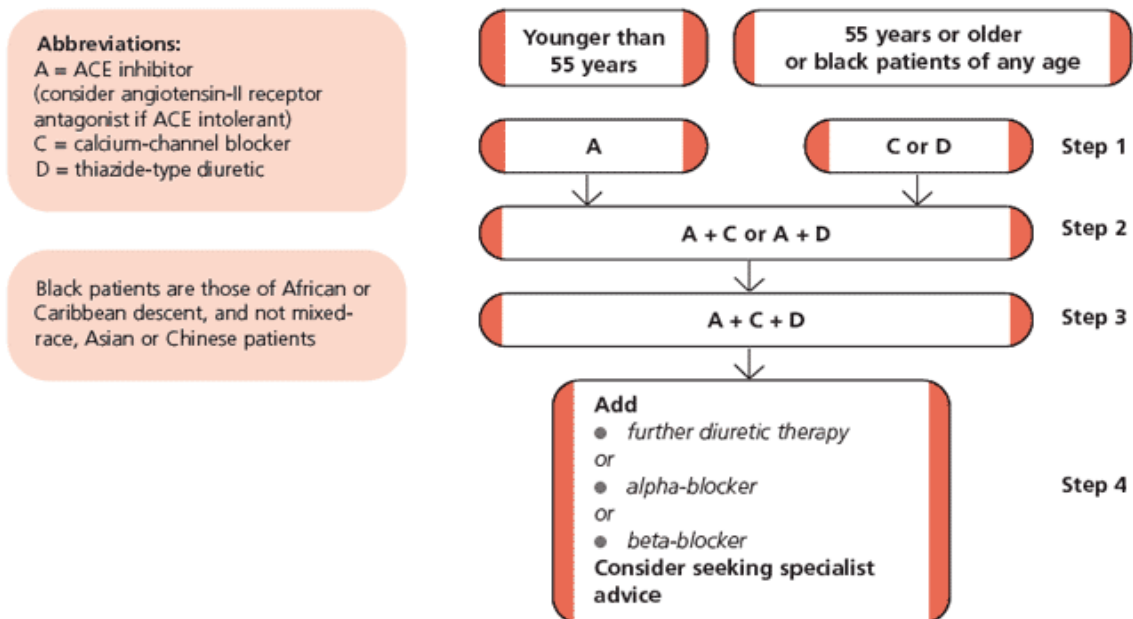 Abbreviations:
A = ACE inhibitor
(consider angiotensin-II receptor
antagonist if ACE intolerant)
C = calcium-channel blocker
D = thiazide-type diuretic
Black patients are those of African or
Caribbean descent, and not mixed-
race, Asian or Chinese patients
Younger than
55 years
55 years or older
or black patients of any age
A
C or D
Step 1
A + C or A + D
Step 2
A + C + D
Step 3
Add
● further diuretic therapy
or
● alpha-blocker
or
● beta-blocker
Consider seeking specialist
advice
Step 4